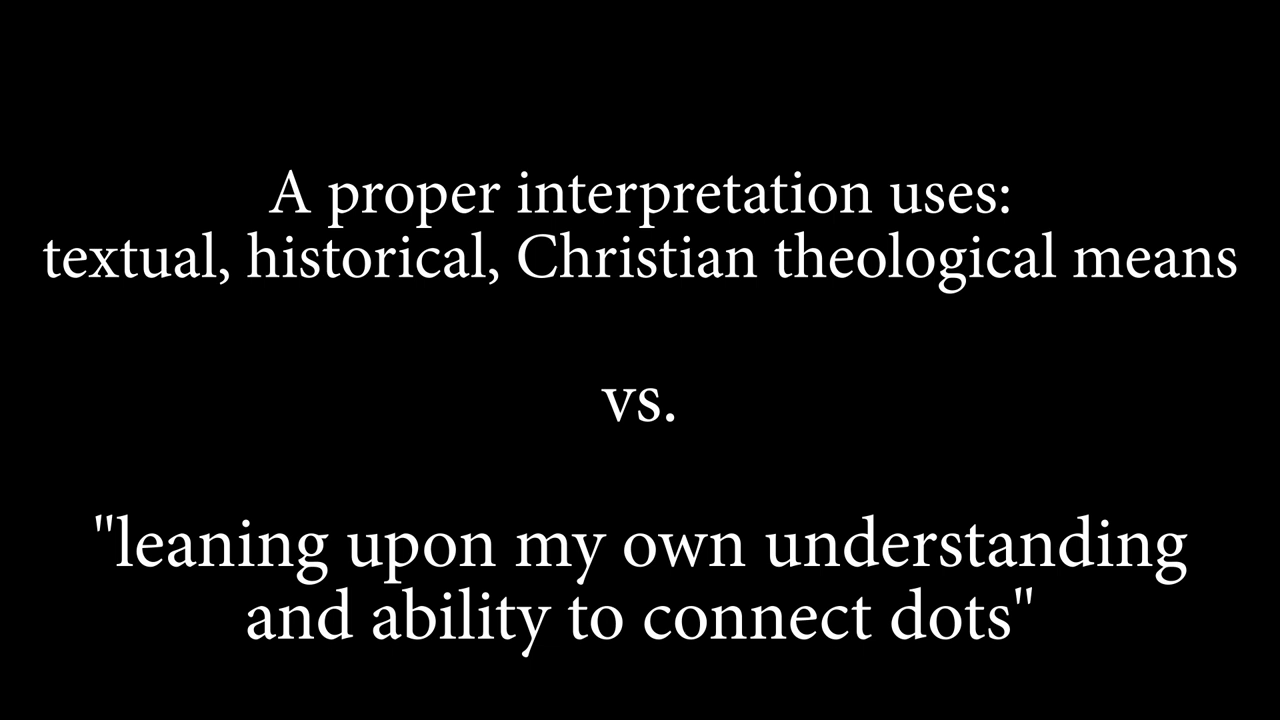 A proper interpretation uses:
textual, historical, Christian theological means
vs.
"leaning upon my own understanding
and ability to connect dots"